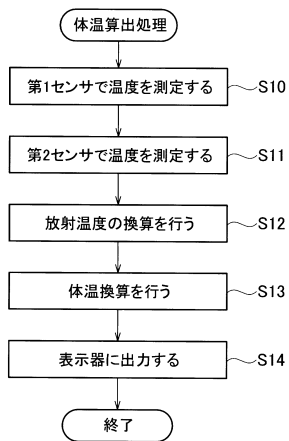 体温算出処理
第1センサで温度を測定する
S10
第2センサで温度を測定する
S11
放射温度の換算を行う
S12
体温換算を行う
S13
表示器に出力する
S14
終了